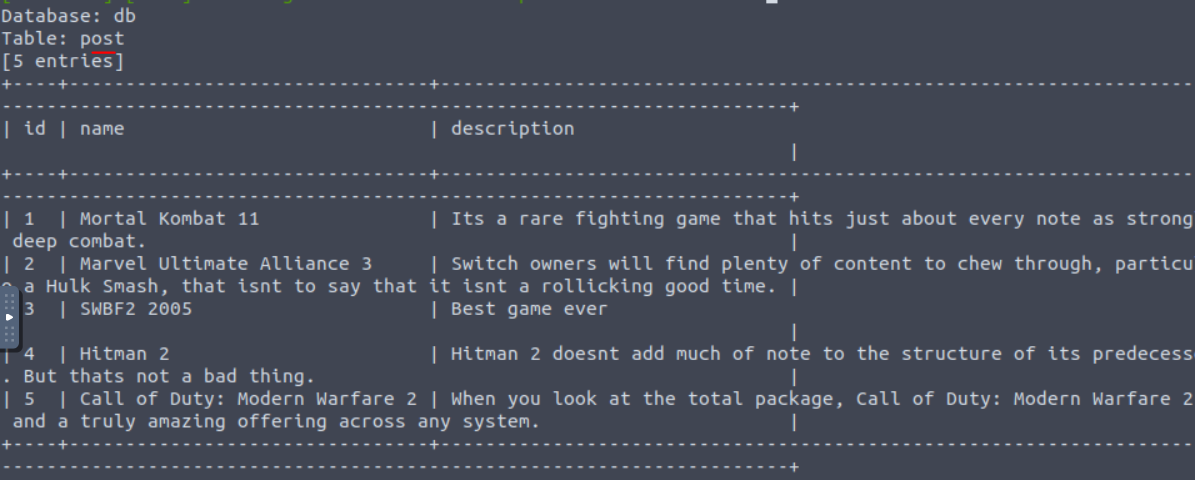 Database: db
Table: post
[5 entries]
+----+--------------------------------+-------------------------------------------------------------------
----------------------------------------------------------------------+
| id | name                           | description
                                                                      |
+----+--------------------------------+-------------------------------------------------------------------
----------------------------------------------------------------------+
| 1  | Mortal Kombat 11               | Its a rare fighting game that hits just about every note as strong
 deep combat.                                                         |
| 2  | Marvel Ultimate Alliance 3     | Switch owners will find plenty of content to chew through, particu
a Hulk Smash, that isnt to say that it isnt a rollicking good time. |
3  | SWBF2 2005                     | Best game ever
                                                                      |
| 4  | Hitman 2                       | Hitman 2 doesnt add much of note to the structure of its predecess
. But thats not a bad thing.                                          |
| 5  | Call of Duty: Modern Warfare 2 | When you look at the total package, Call of Duty: Modern Warfare 2
 and a truly amazing offering across any system.                      |
+----+--------------------------------+-------------------------------------------------------------------
----------------------------------------------------------------------+